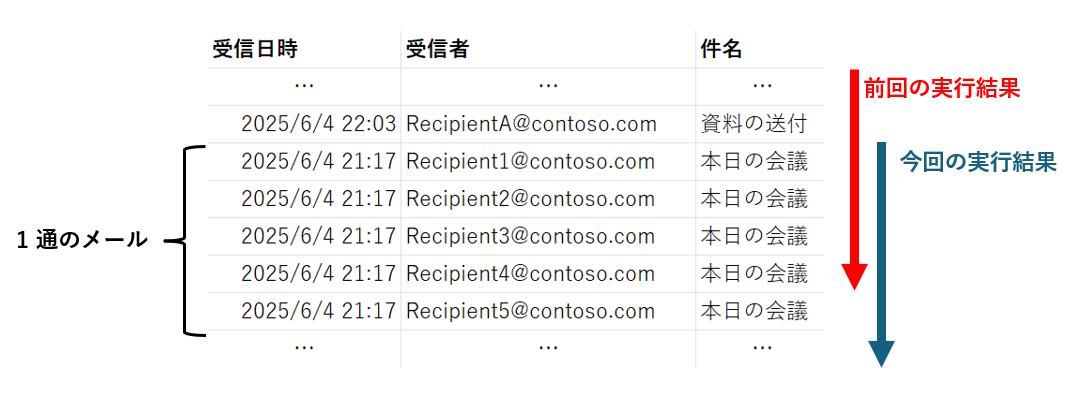 受信日時 受信者 件名
… … …
前回の実行結果
2025/6/4 22:03 RecipientA@contoso.com 資料の送付
2025/6/4 21:17 Recipient1@contoso.com 本日の会議
今回の実行結果
2025/6/4 21:17 Recipient2@contoso.com 本日の会議
1 通のメール
2025/6/4 21:17 Recipient3@contoso.com 本日の会議
2025/6/4 21:17 Recipient4@contoso.com 本日の会議
2025/6/4 21:17 Recipient5@contoso.com 本日の会議
… … …